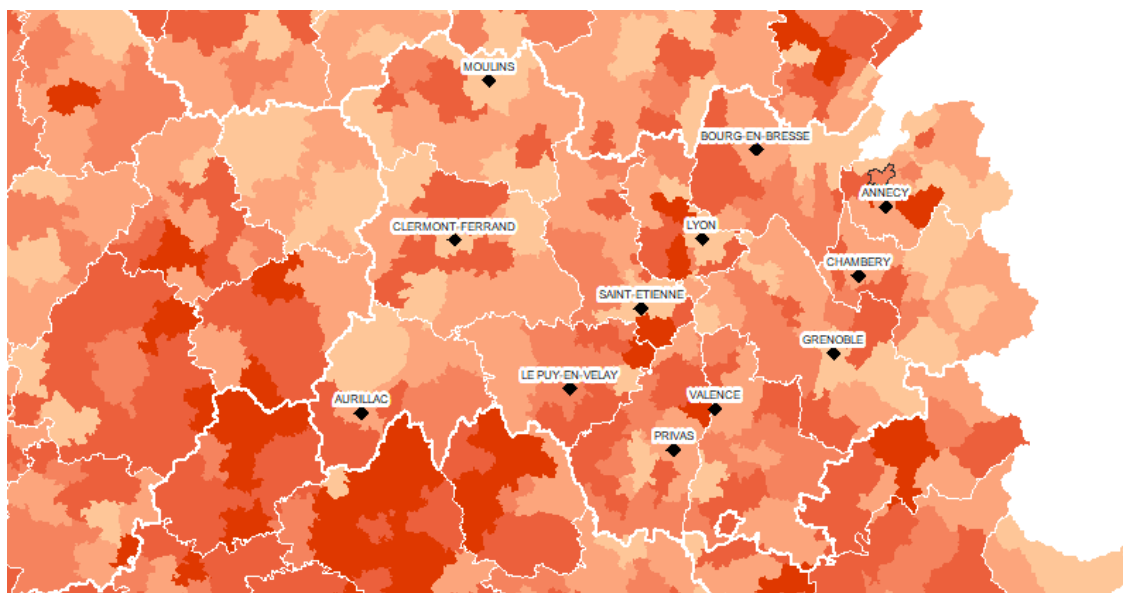 MOULINS
BOURG-EN-BRESSE
ANNECY
CLERMONT-FERRAND
LYON
CHAMBERY
SAINT-ETIENNE
GRENOBLE
LE PUY-EN-VELAY
AURILLAC
VALENCE
PRIVAS